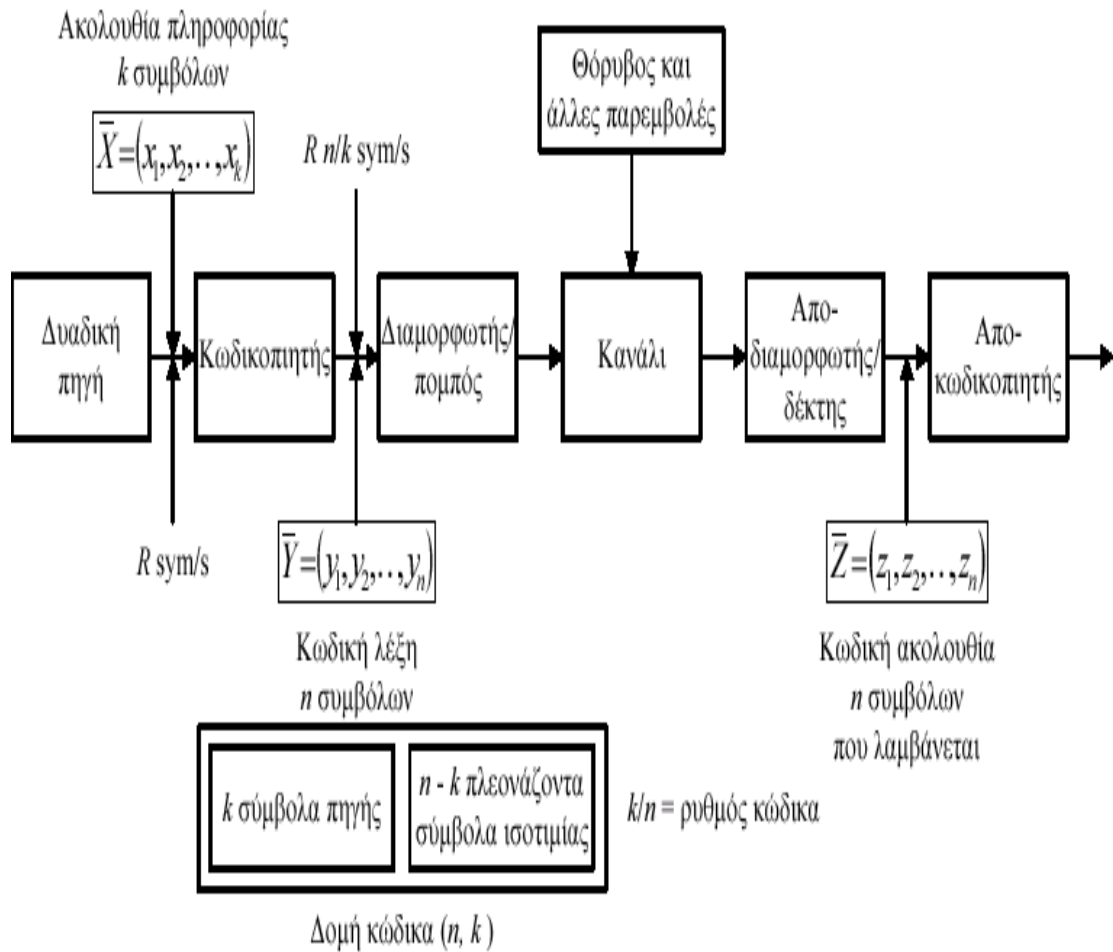 Ακολουθία πληροφορίας
k συμβόλων
X̅=(x₁,x₂,..,xₖ)
R n/k sym/s
Θόρυβος και
άλλες παρεμβολές
Δυαδική
πηγή
Κωδικοπιητής
Διαμορφωτής/
πομπός
Κανάλι
Απο-
διαμορφωτής/
δέκτης
Απο-
κωδικοπιητής
R sym/s
Y̅=(y₁,y₂,..,yₙ)
Z̅=(z₁,z₂,..,zₙ)
Κωδική λέξη
n συμβόλων
Κωδική ακολουθία
n συμβόλων
που λαμβάνεται
k σύμβολα πηγής
n - k πλεονάζοντα
σύμβολα ισοτιμίας
k/n = ρυθμός κώδικα
Δομή κώδικα (n, k )